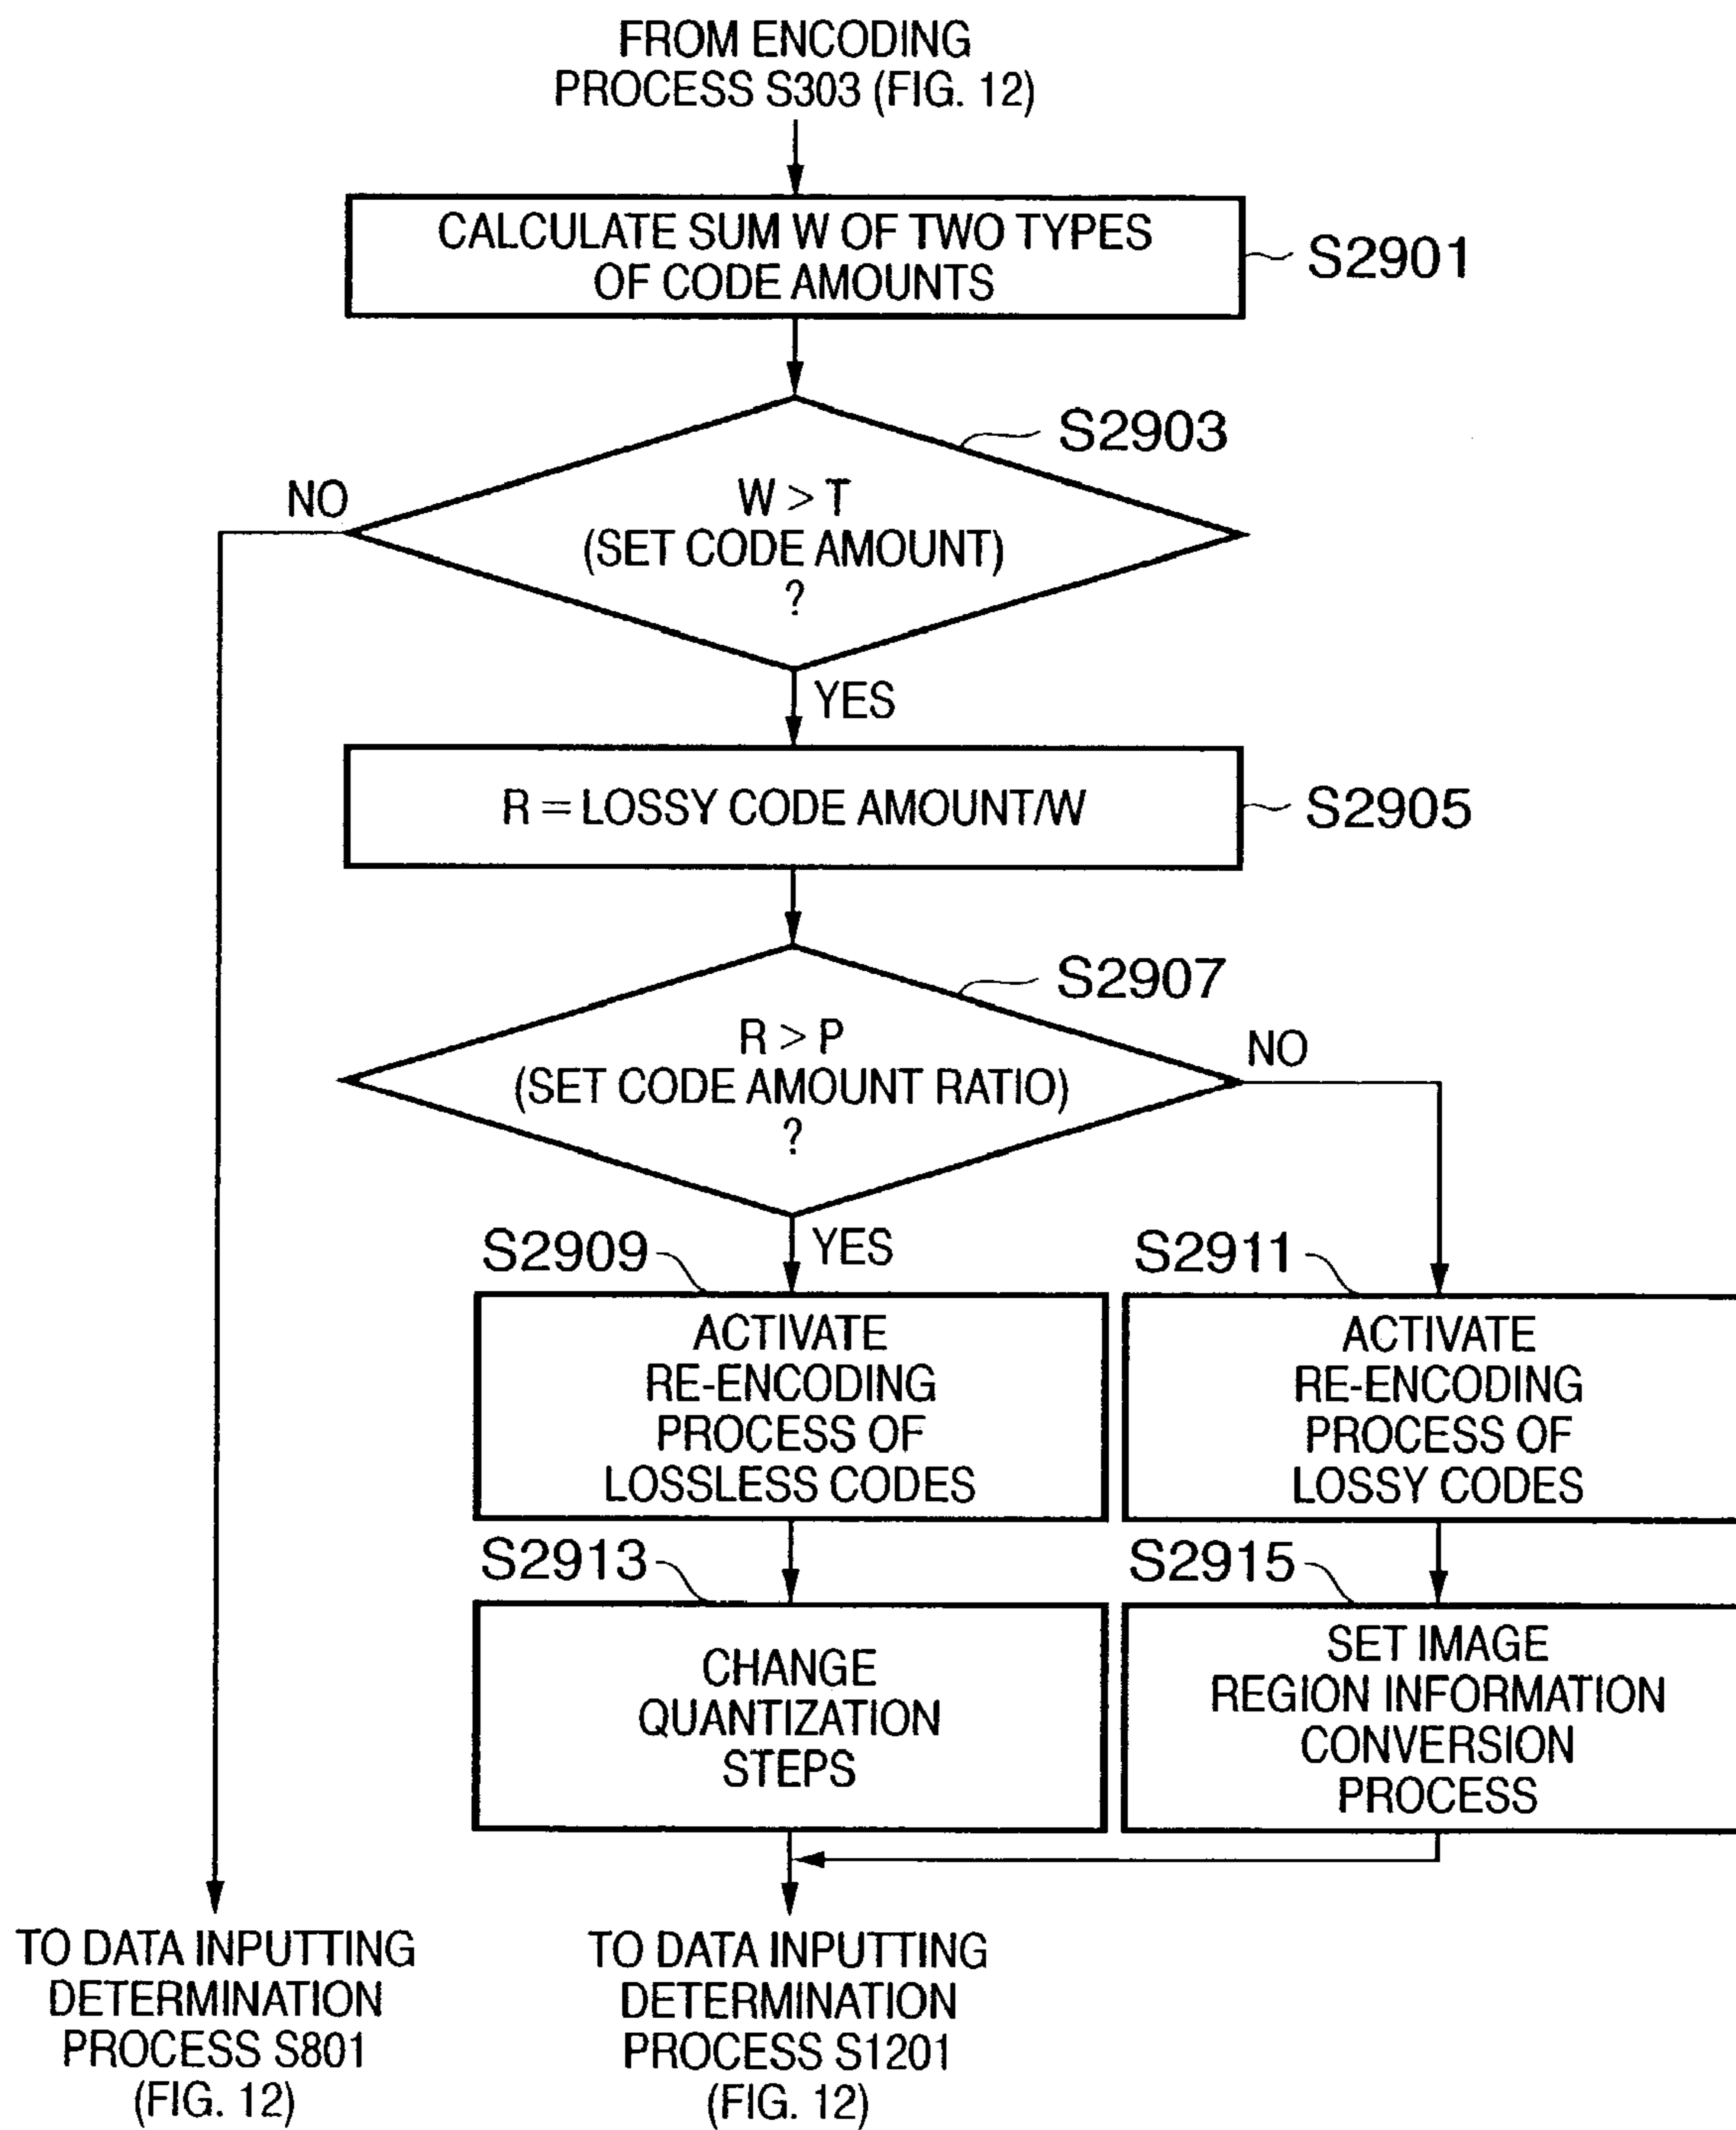 FROM ENCODING
PROCESS S303 (FIG. 12)
CALCULATE SUM W OF TWO TYPES
OF CODE AMOUNTS
S2901
S2903
NO
W > T
(SET CODE AMOUNT)
?
YES
R = LOSSY CODE AMOUNT/W
S2905
S2907
R > P
(SET CODE AMOUNT RATIO)
?
NO
YES
S2909
ACTIVATE
RE-ENCODING
PROCESS OF
LOSSLESS CODES
S2911
ACTIVATE
RE-ENCODING
PROCESS OF
LOSSY CODES
S2913
CHANGE
QUANTIZATION
STEPS
S2915
SET IMAGE
REGION INFORMATION
CONVERSION
PROCESS
TO DATA INPUTTING
DETERMINATION
PROCESS S801
(FIG. 12)
TO DATA INPUTTING
DETERMINATION
PROCESS S1201
(FIG. 12)